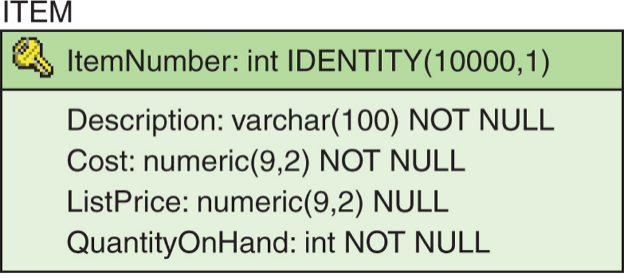 ITEM
ItemNumber: int IDENTITY(10000,1)
Description: varchar(100) NOT NULL
Cost: numeric(9,2) NOT NULL
ListPrice: numeric(9,2) NULL
QuantityOnHand: int NOT NULL